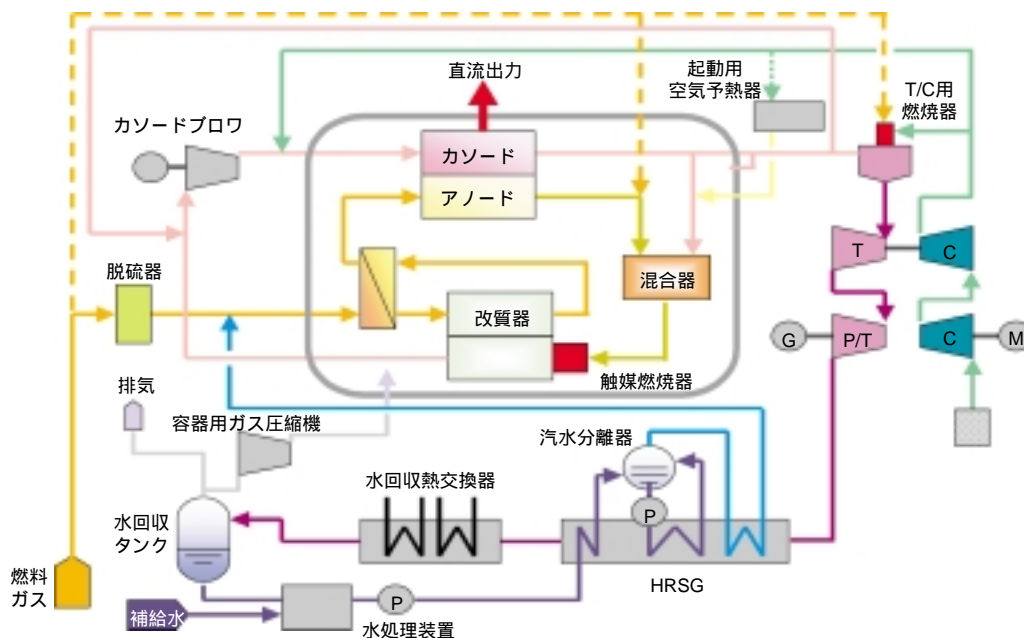 直流出力
起動用
空気予熱器
T/C用
燃焼器
カソードブロワ
カソード
アノード
T
C
脱硫器
混合器
改質器
G
P/T
C
M
触媒燃焼器
排気
容器用ガス圧縮機
汽水分離器
水回収熱交換器
P
水回収
タンク
HRSG
燃料
ガス
P
補給水
水処理装置